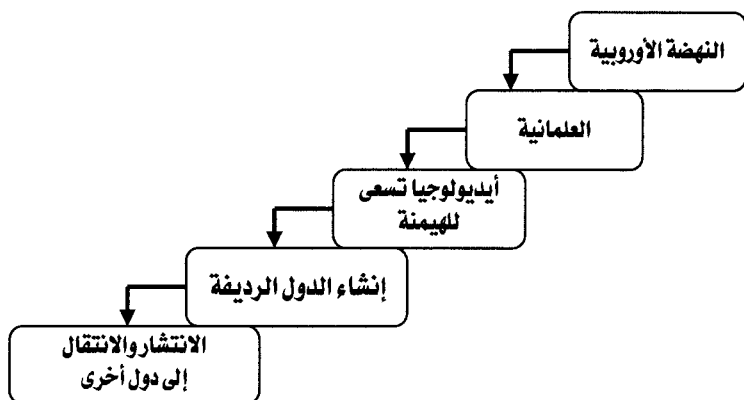 النهضة الأوروبية
العلمانية
أيديولوجيا تسعى
للهيمنة
إنشاء الدول الرديفة
الانتشار والانتقال
إلى دول أخرى